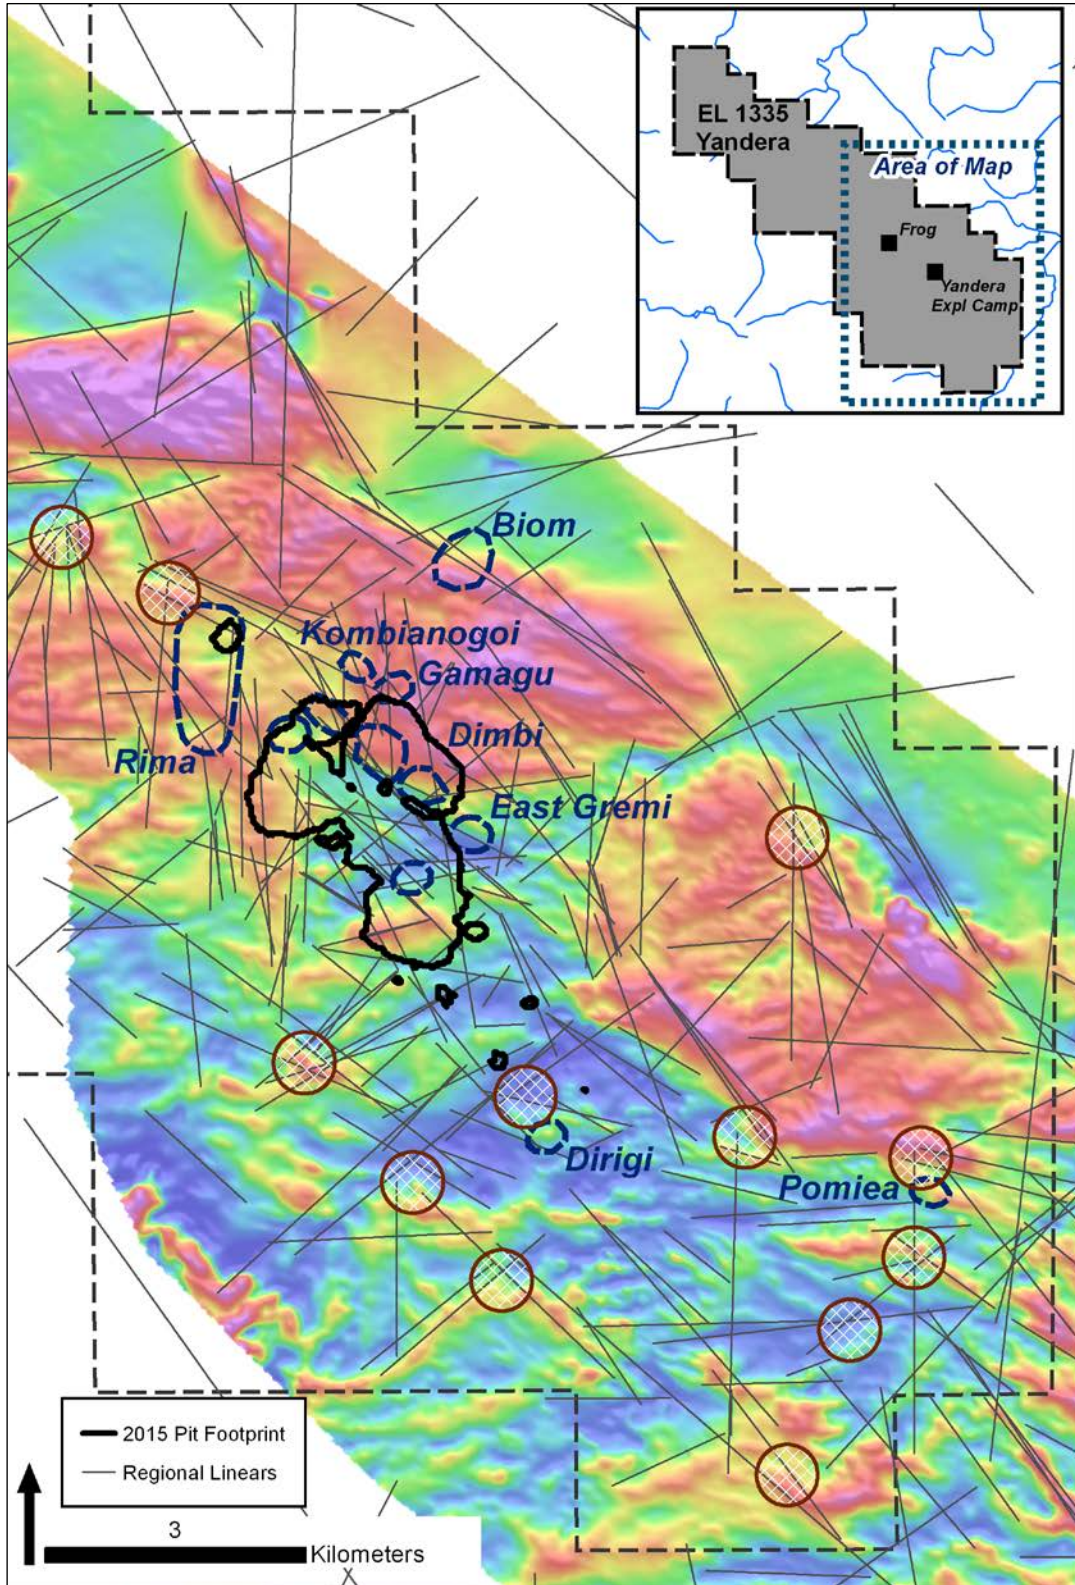 EL 1335
Yandera
Area of Map
Frog
Yandera
Expl Camp
Biom
Kombianogoi
Gamagu
Dimbi
Rima
East Gremi
Dirigi
Pomiea
2015 Pit Footprint
Regional Linears
3
Kilometers